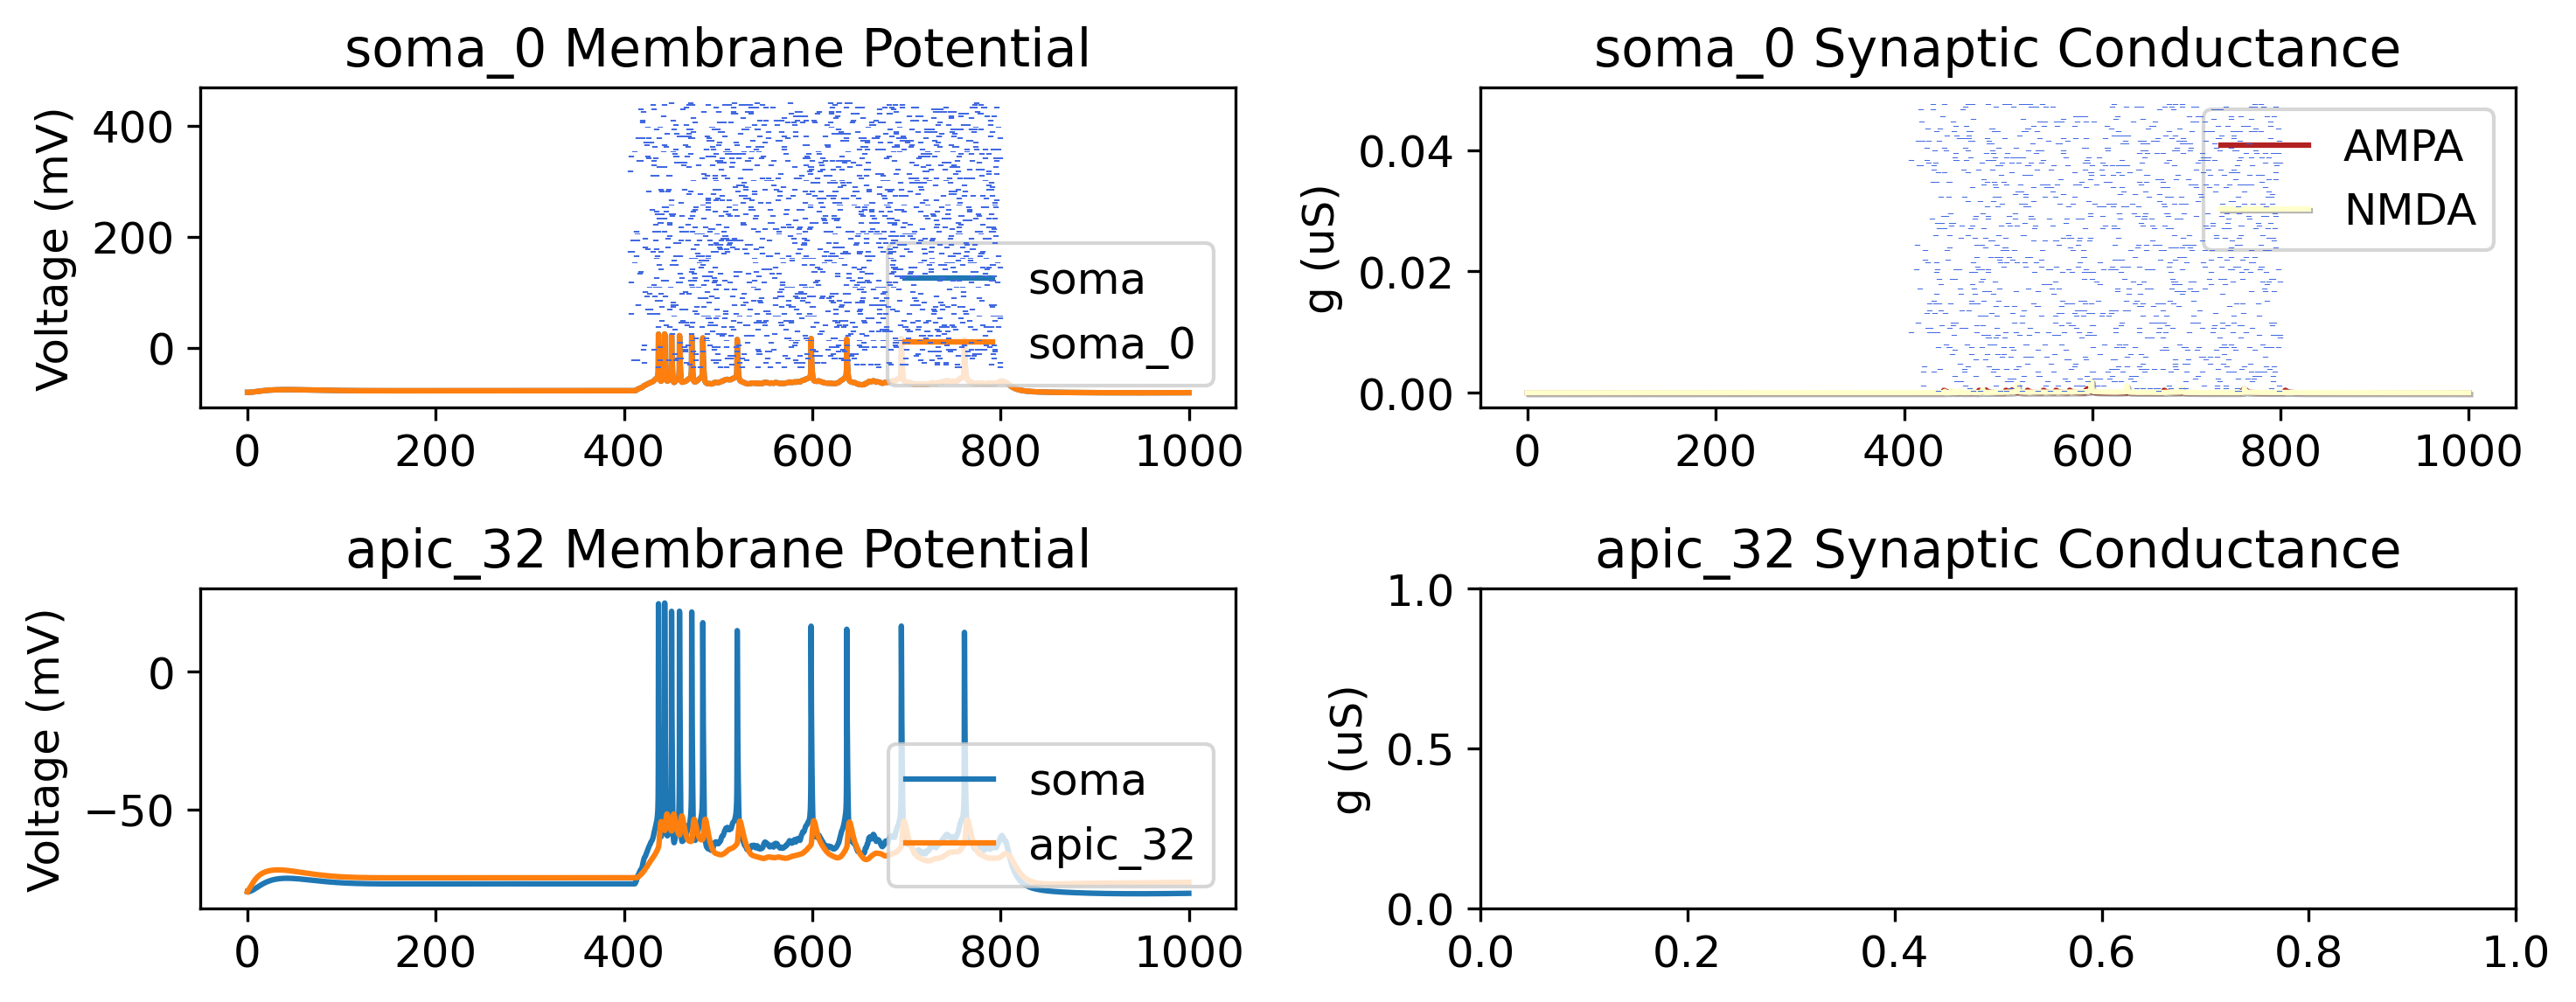 soma_0 Membrane Potential
Voltage (mV)
400
200
0
soma
soma_0
0 200 400 600 800 1000
soma_0 Synaptic Conductance
g (uS)
0.04
0.02
0.00
AMPA
NMDA
0 200 400 600 800 1000
apic_32 Membrane Potential
Voltage (mV)
0
−50
soma
apic_32
0 200 400 600 800 1000
apic_32 Synaptic Conductance
g (uS)
1.0
0.5
0.0
0.0 0.2 0.4 0.6 0.8 1.0